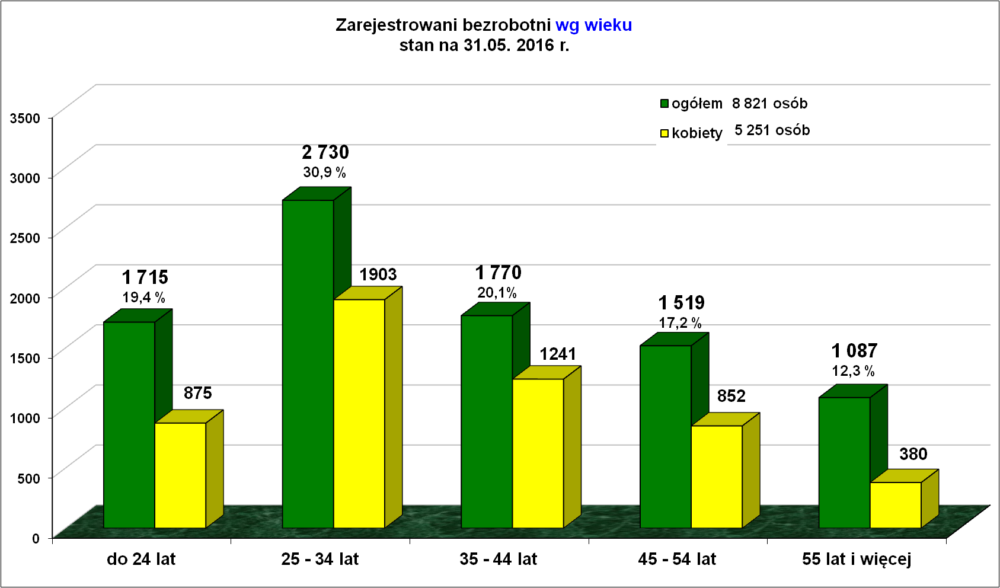 Zarejestrowani bezrobotni wg wieku
stan na 31.05. 2016 r.
ogółem 8 821 osób
kobiety 5 251 osób
3500
3000
2500
2000
1500
1000
500
0
1 715
19,4 %
875
2 730
30,9 %
1903
1 770
20,1%
1241
1 519
17,2 %
852
1 087
12,3 %
380
do 24 lat
25 - 34 lat
35 - 44 lat
45 - 54 lat
55 lat i więcej